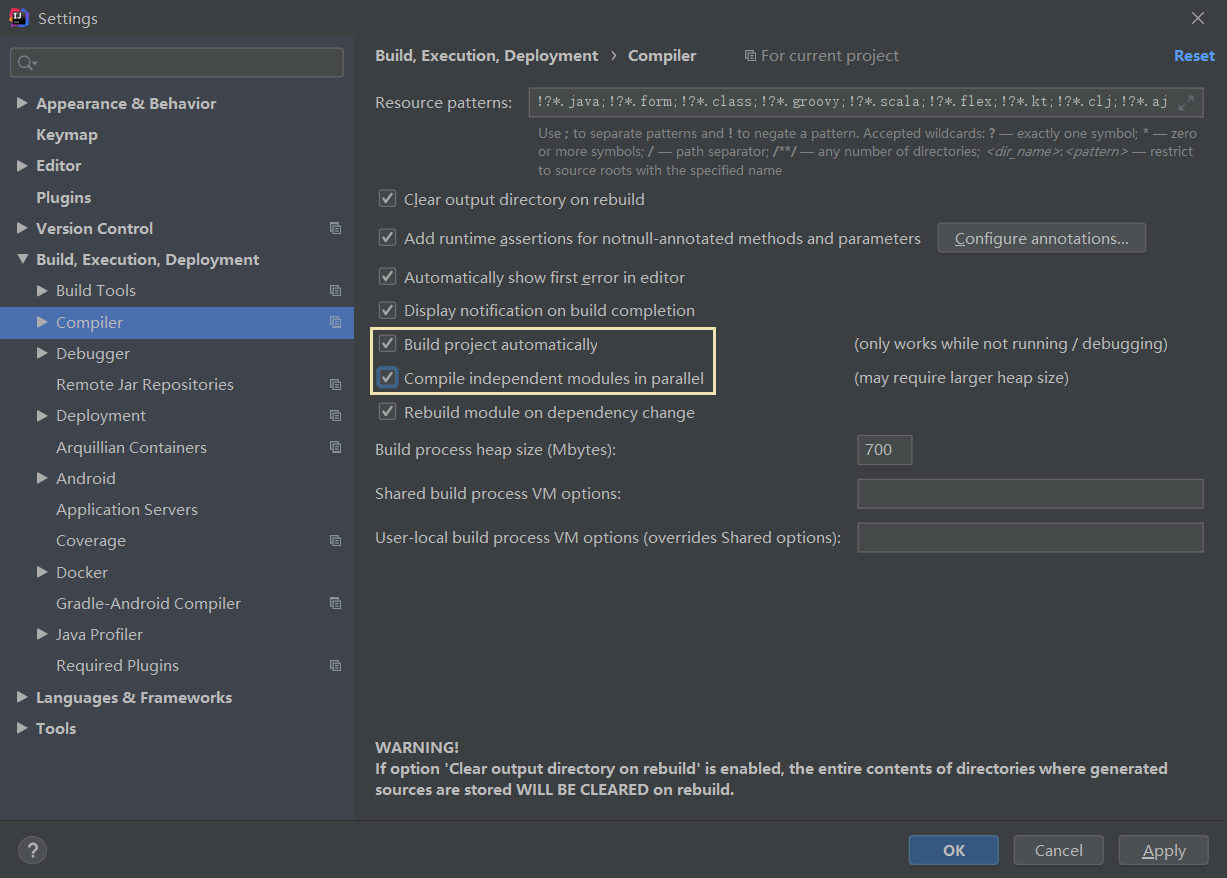 Settings
Appearance & Behavior
Keymap
Editor
Plugins
Version Control
Build, Execution, Deployment
Build Tools
Compiler
Debugger
Remote Jar Repositories
Deployment
Arquillian Containers
Android
Application Servers
Coverage
Docker
Gradle-Android Compiler
Java Profiler
Required Plugins
Languages & Frameworks
Tools
Build, Execution, Deployment › Compiler For current project Reset
Resource patterns: !?*.java;!?*.form;!?*.class;!?*.groovy;!?*.scala;!?*.flex;!?*.kt;!?*.clj;!?*.aj
Use ; to separate patterns and ! to negate a pattern. Accepted wildcards: ? — exactly one symbol; * — zero
or more symbols; / — path separator; /**/ — any number of directories; <dir_name>:<pattern> — restrict
to source roots with the specified name
Clear output directory on rebuild
Add runtime assertions for notnull-annotated methods and parameters Configure annotations...
Automatically show first error in editor
Display notification on build completion
Build project automatically (only works while not running / debugging)
Compile independent modules in parallel (may require larger heap size)
Rebuild module on dependency change
Build process heap size (Mbytes): 700
Shared build process VM options:
User-local build process VM options (overrides Shared options):
WARNING!
If option 'Clear output directory on rebuild' is enabled, the entire contents of directories where generated
sources are stored WILL BE CLEARED on rebuild.
? OK Cancel Apply